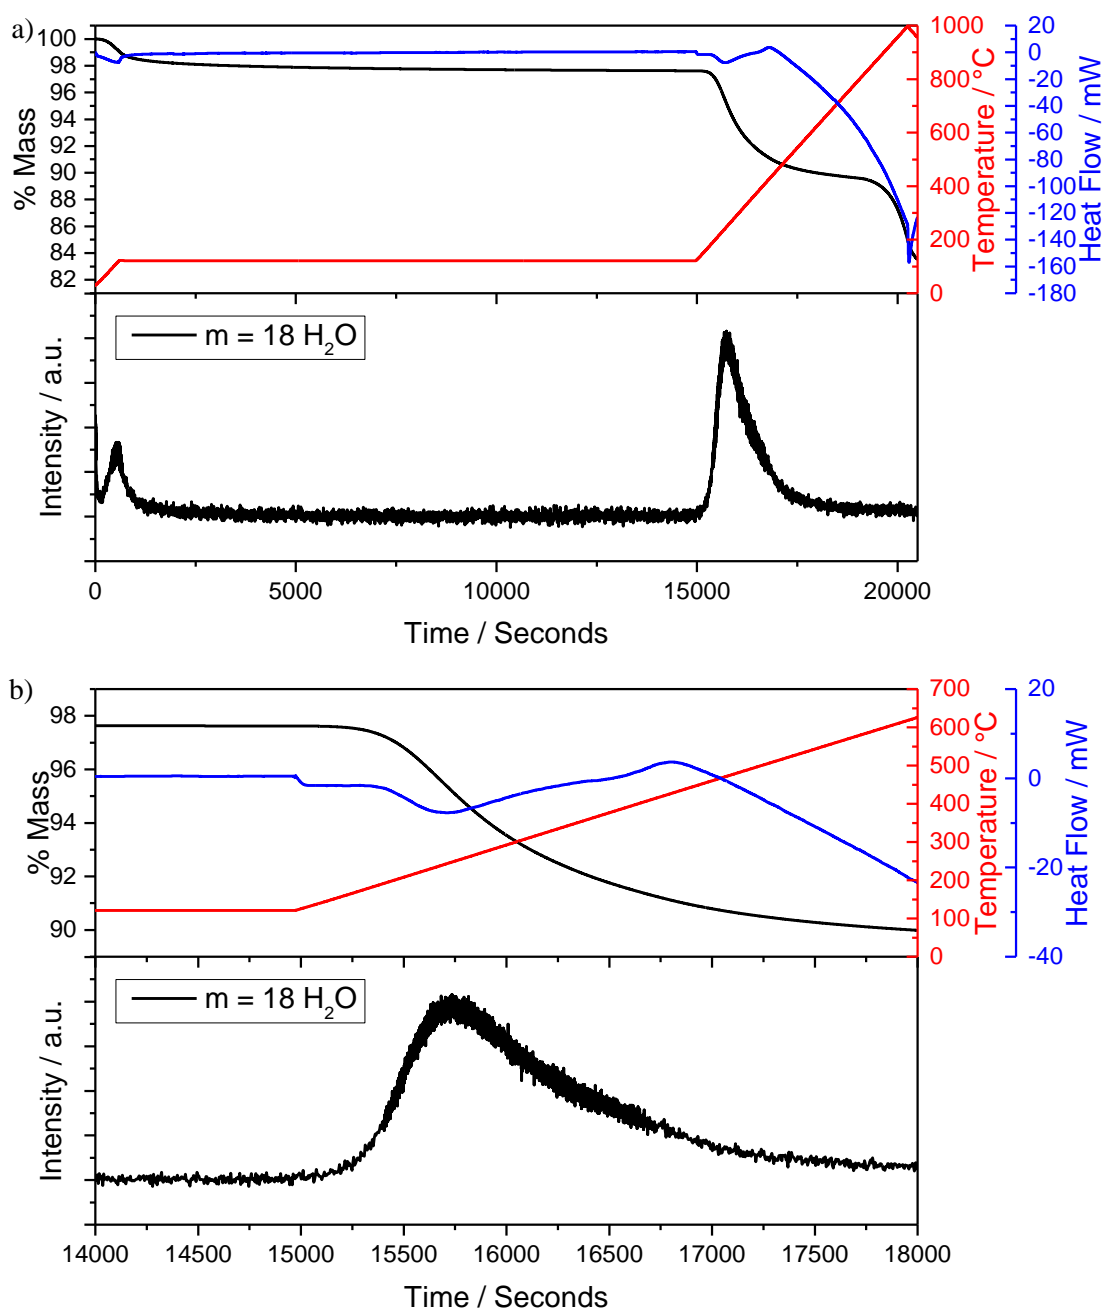 a)
100
98
96
94
92
90
88
86
84
82
% Mass
1000
800
600
400
200
0
Temperature / °C
20
0
-20
-40
-60
-80
-100
-120
-140
-160
-180
Heat Flow / mW
m = 18 H₂O
Intensity / a.u.
0 5000 10000 15000 20000
Time / Seconds
b)
98
96
94
92
90
% Mass
700
600
500
400
300
200
100
0
Temperature / °C
20
0
-20
-40
Heat Flow / mW
m = 18 H₂O
Intensity / a.u.
14000 14500 15000 15500 16000 16500 17000 17500 18000
Time / Seconds